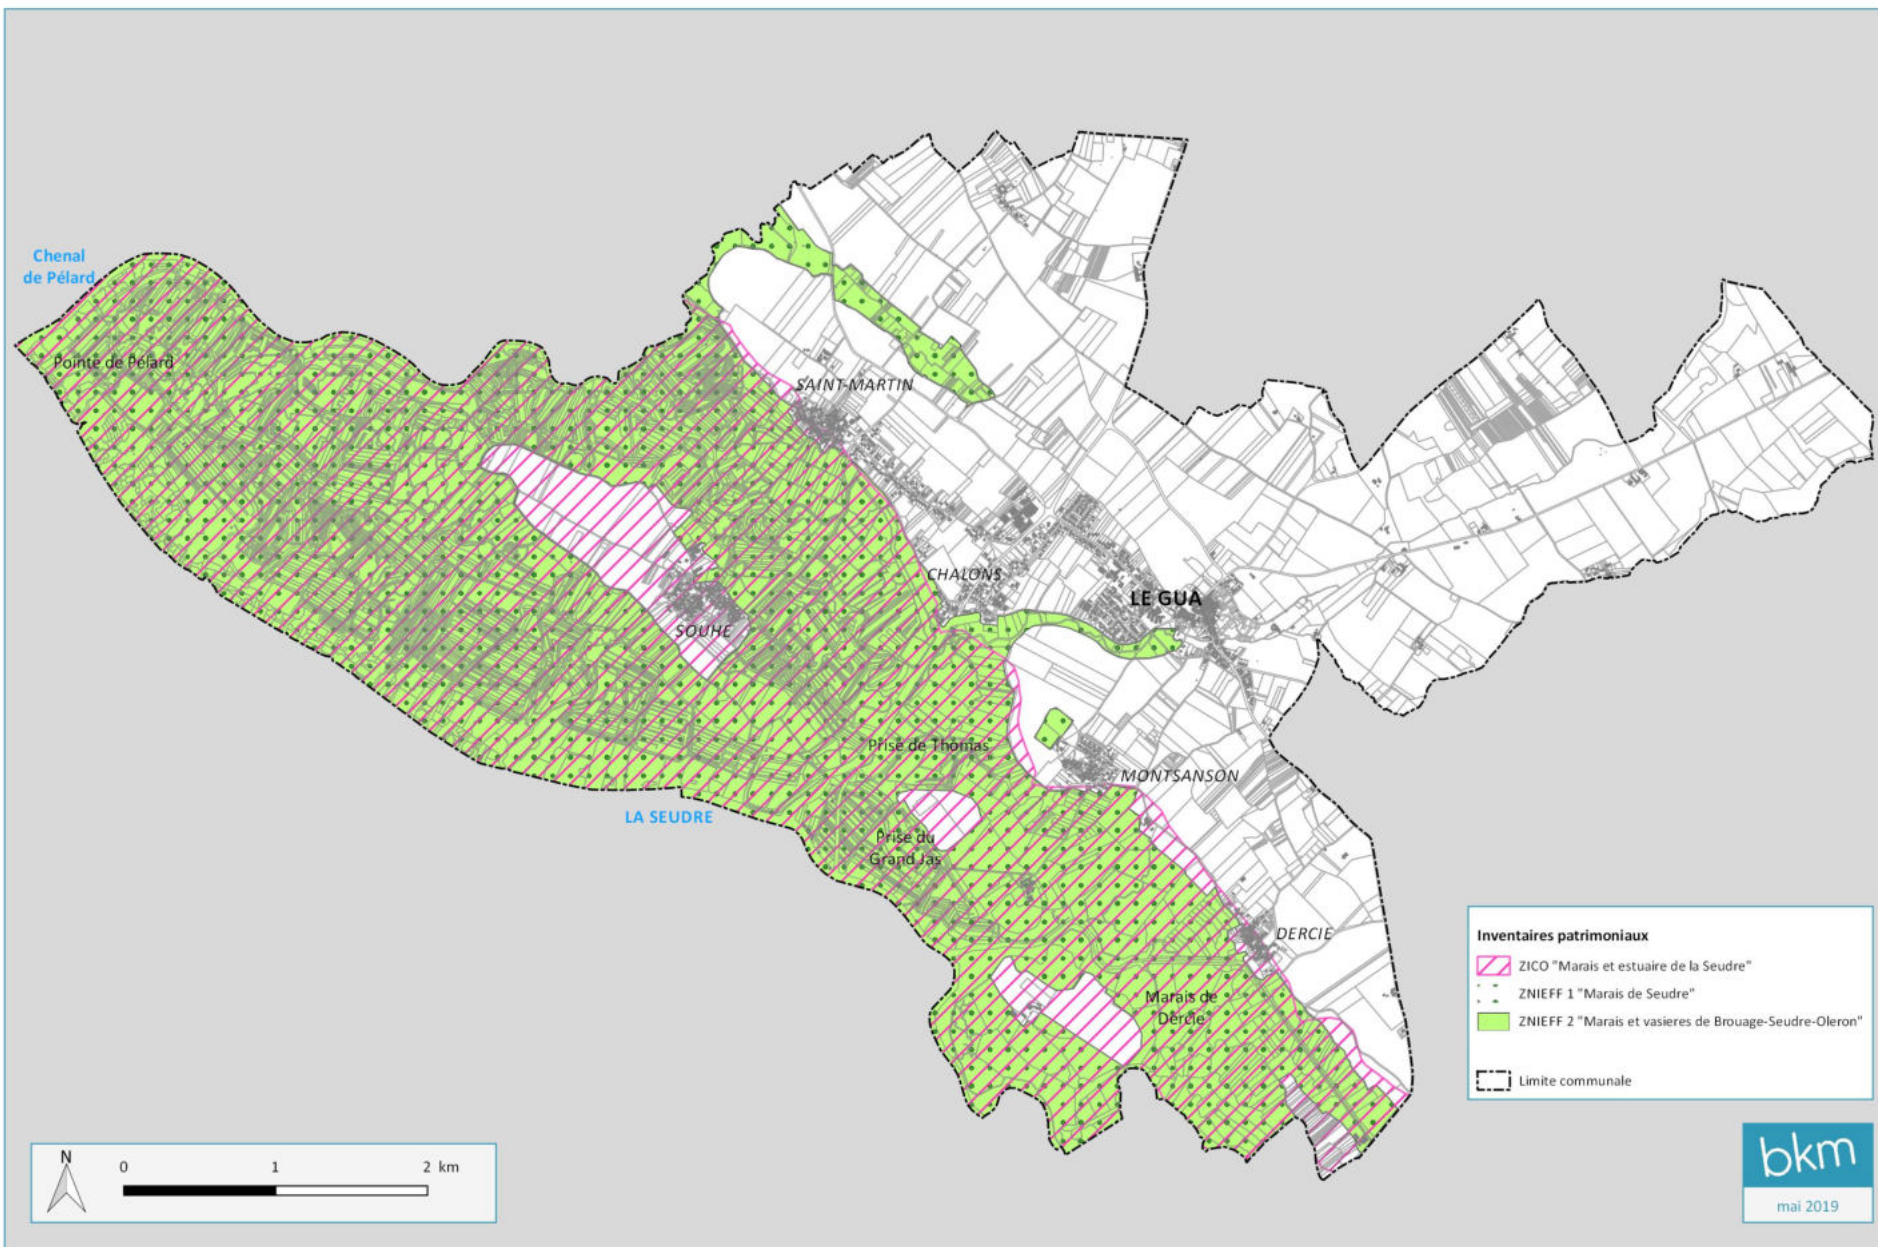 Chenal
de Pélard
Pointe de Pélard
SAINT-MARTIN
CHALONS
LE GUA
SOUHE
Prise de Thomas
MONTSANSON
LA SEUDRE
Prise du
Grand Jas
DERCIE
Marais de
Dercie
Inventaires patrimoniaux
ZICO "Marais et estuaire de la Seudre"
ZNIEFF 1 "Marais de Seudre"
ZNIEFF 2 "Marais et vasieres de Brouage-Seudre-Oleron"
Limite communale
N
0 1 2 km
bkm
mai 2019